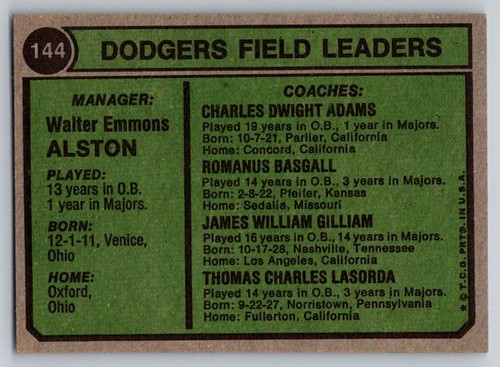 144
DODGERS FIELD LEADERS
MANAGER:
Walter Emmons
ALSTON
PLAYED:
13 years in O.B.
1 year in Majors.
BORN:
12-1-11, Venice,
Ohio
HOME:
Oxford,
Ohio
COACHES:
CHARLES DWIGHT ADAMS
Played 19 years in O.B., 1 year in Majors.
Born: 10-7-21, Parlier, California
Home: Concord, California
ROMANUS BASGALL
Played 14 years in O.B., 3 years in Majors.
Born: 2-8-22, Pfeifer, Kansas
Home: Sedalia, Missouri
JAMES WILLIAM GILLIAM
Played 16 years in O.B., 14 years in Majors.
Born: 10-17-28, Nashville, Tennessee
Home: Los Angeles, California
THOMAS CHARLES LASORDA
Played 14 years in O.B., 3 years in Majors.
Born: 9-22-27, Norristown, Pennsylvania
Home: Fullerton, California
* © T.C.G. PRTD. IN U.S.A.